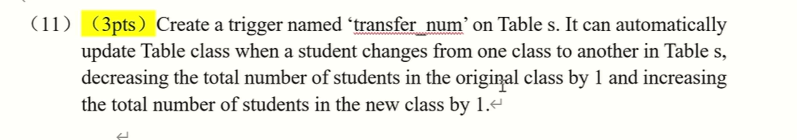 (11) (3pts) Create a trigger named ‘transfer_num’ on Table s. It can automatically
update Table class when a student changes from one class to another in Table s,
decreasing the total number of students in the original class by 1 and increasing
the total number of students in the new class by 1.